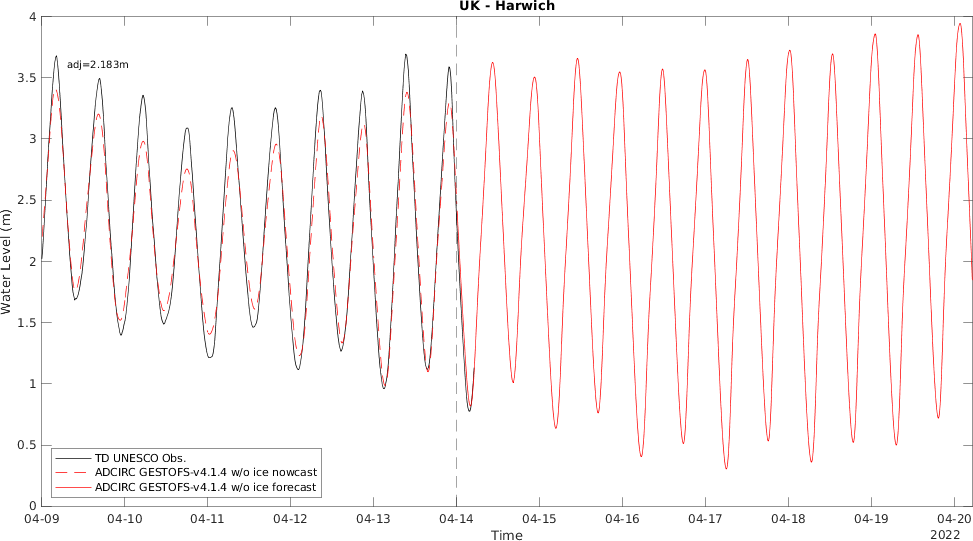 UK - Harwich
adj=2.183m
4
3.5
3
2.5
2
1.5
1
0.5
0
Water Level (m)
TD UNESCO Obs.
ADCIRC GESTOFS-v4.1.4 w/o ice nowcast
ADCIRC GESTOFS-v4.1.4 w/o ice forecast
04-09 04-10 04-11 04-12 04-13 04-14 04-15 04-16 04-17 04-18 04-19 04-20
Time
2022